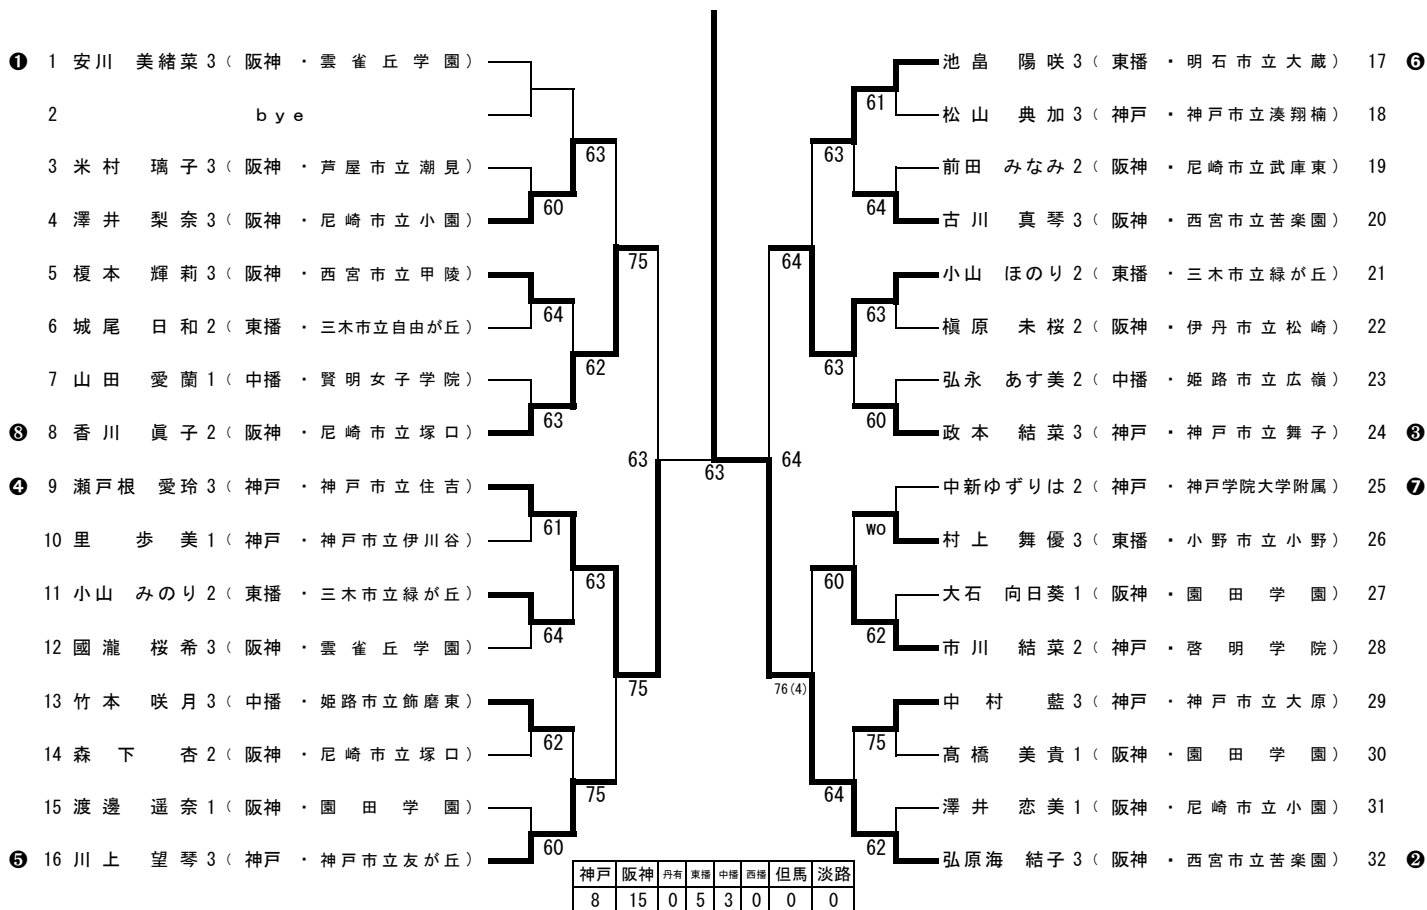 ❶ 1 安川 美緒菜 3 ( 阪神 ・ 雲雀丘学園 )
2 bye
63
3 米村 璃子 3 ( 阪神 ・ 芦屋市立潮見 )
60
4 澤井 梨奈 3 ( 阪神 ・ 尼崎市立小園 )
75
5 榎本 輝莉 3 ( 阪神 ・ 西宮市立甲陵 )
64
6 城尾 日和 2 ( 東播 ・ 三木市立自由が丘 )
62
7 山田 愛蘭 1 ( 中播 ・ 賢明女子学院 )
63
❽ 8 香川 眞子 2 ( 阪神 ・ 尼崎市立塚口 )
63
❹ 9 瀬戸根 愛玲 3 ( 神戸 ・ 神戸市立住吉 )
61
10 里 歩美 1 ( 神戸 ・ 神戸市立伊川谷 )
63
11 小山 みのり 2 ( 東播 ・ 三木市立緑が丘 )
64
12 國瀧 桜希 3 ( 阪神 ・ 雲雀丘学園 )
75
13 竹本 咲月 3 ( 中播 ・ 姫路市立飾磨東 )
62
14 森下 杏 2 ( 阪神 ・ 尼崎市立塚口 )
75
15 渡邊 遥奈 1 ( 阪神 ・ 園田学園 )
60
❺ 16 川上 望琴 3 ( 神戸 ・ 神戸市立友が丘 )
63
池畠 陽咲 3 ( 東播 ・ 明石市立大蔵 ) 17 ❻
61
松山 典加 3 ( 神戸 ・ 神戸市立湊翔楠 ) 18
63
前田 みなみ 2 ( 阪神 ・ 尼崎市立武庫東 ) 19
64
古川 真琴 3 ( 阪神 ・ 西宮市立苦楽園 ) 20
64
小山 ほのり 2 ( 東播 ・ 三木市立緑が丘 ) 21
63
槇原 未桜 2 ( 阪神 ・ 伊丹市立松崎 ) 22
63
弘永 あす美 2 ( 中播 ・ 姫路市立広嶺 ) 23
60
政本 結菜 3 ( 神戸 ・ 神戸市立舞子 ) 24 ❸
64
中新ゆずりは 2 ( 神戸 ・ 神戸学院大学附属 ) 25 ❼
wo
村上 舞優 3 ( 東播 ・ 小野市立小野 ) 26
60
大石 向日葵 1 ( 阪神 ・ 園田学園 ) 27
62
市川 結菜 2 ( 神戸 ・ 啓明学院 ) 28
76(4)
中村 藍 3 ( 神戸 ・ 神戸市立大原 ) 29
75
髙橋 美貴 1 ( 阪神 ・ 園田学園 ) 30
64
澤井 恋美 1 ( 阪神 ・ 尼崎市立小園 ) 31
62
弘原海 結子 3 ( 阪神 ・ 西宮市立苦楽園 ) 32 ❷
神戸 阪神 丹有 東播 中播 西播 但馬 淡路
8 15 0 5 3 0 0 0